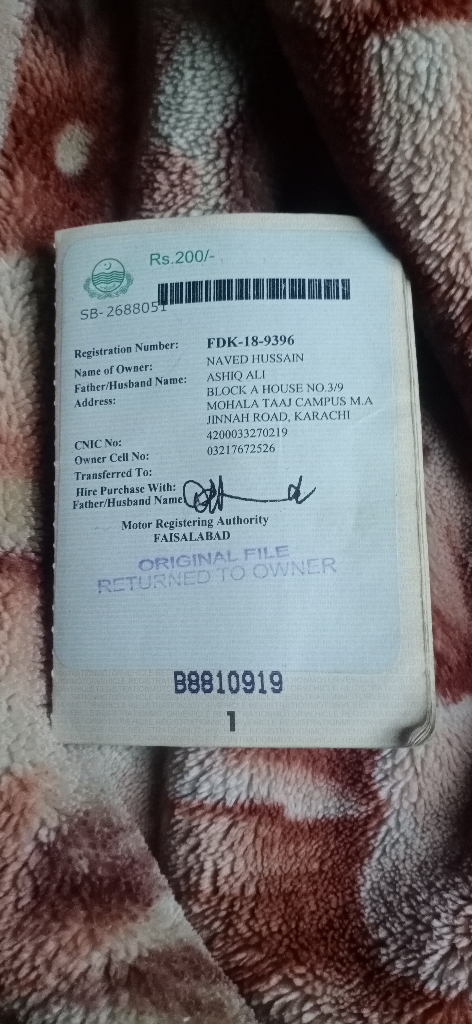 Rs.200/-
SB-2688051
Registration Number: FDK-18-9396
Name of Owner: NAVED HUSSAIN
Father/Husband Name: ASHIQ ALI
Address: BLOCK A HOUSE NO.3/9
MOHALA TAAJ CAMPUS M.A
JINNAH ROAD, KARACHI
CNIC No: 4200033270219
Owner Cell No: 03217672526
Transferred To:
Hire Purchase With:
Father/Husband Name
Motor Registering Authority
FAISALABAD
ORIGINAL FILE
RETURNED TO OWNER
B8810919
1